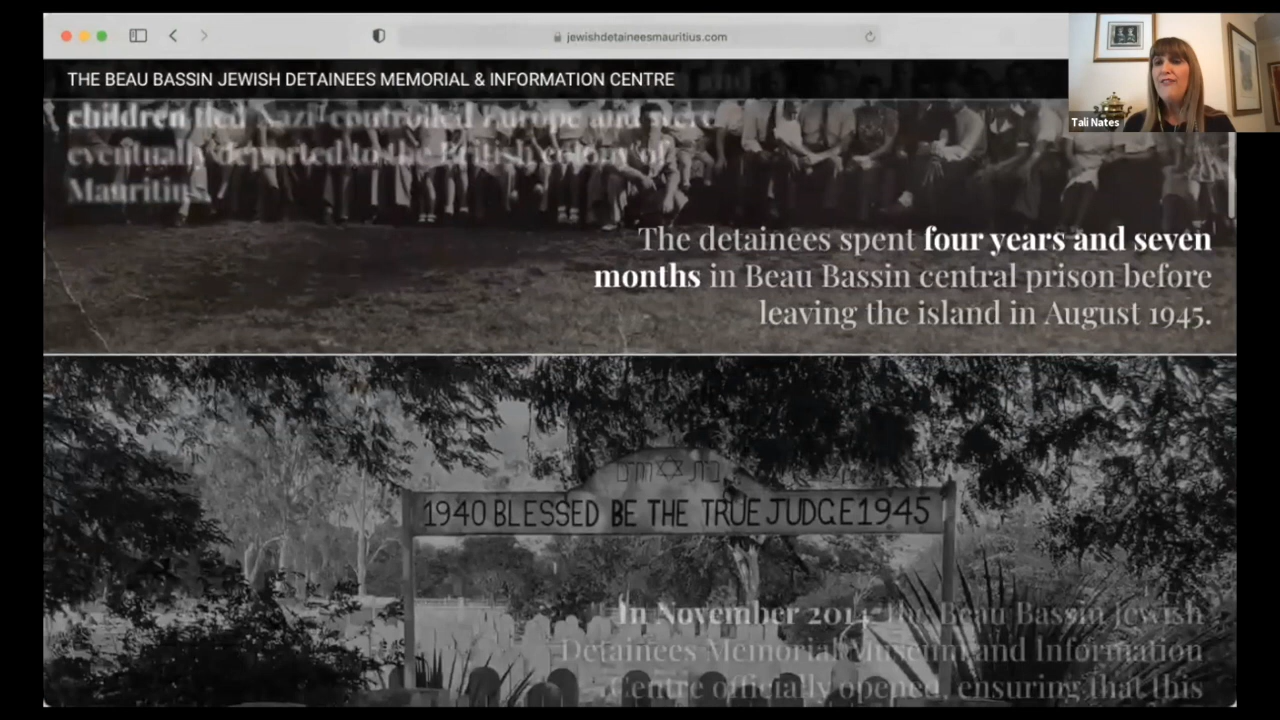 jewishdetaineesmauritius.com
THE BEAU BASSIN JEWISH DETAINEES MEMORIAL & INFORMATION CENTRE
Tali Nates
children fled Nazi controlled Europe and were
eventually deported to the British colony of
Mauritius.
The detainees spent four years and seven
months in Beau Bassin central prison before
leaving the island in August 1945.
1940 BLESSED BE THE TRUE JUDGE 1945
In November 2014 the Beau Bassin Jewish
Detainees Memorial Museum and Information
Centre officially opened, ensuring that this